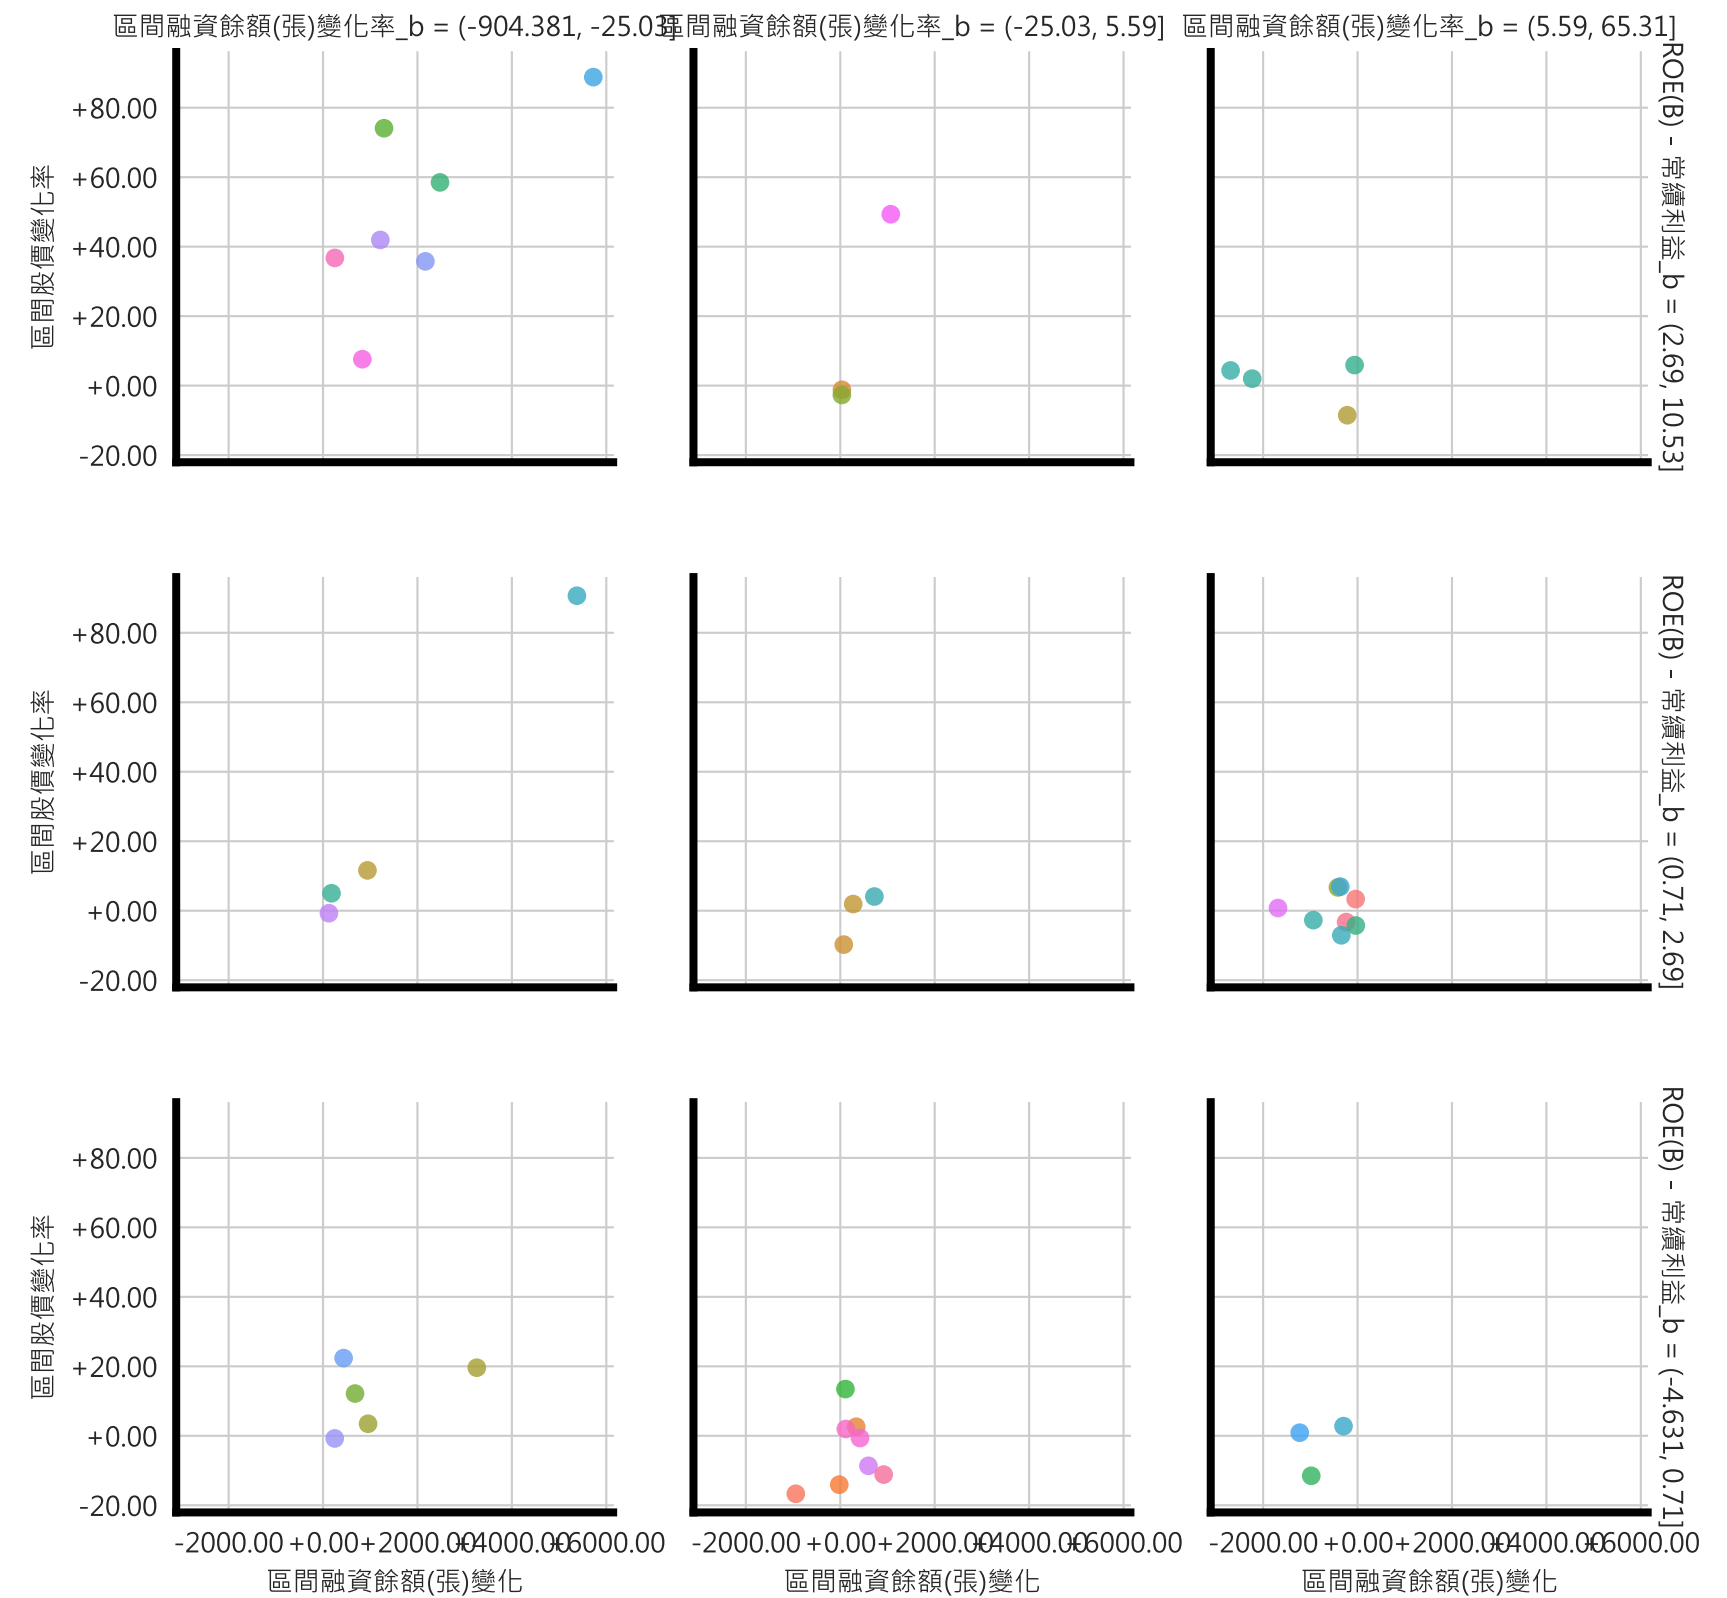 區間融資餘額(張)變化率_b = (-904.381, -25.03]
區間融資餘額(張)變化率_b = (-25.03, 5.59]
區間融資餘額(張)變化率_b = (5.59, 65.31]
區間股價變化率
+80.00
+60.00
+40.00
+20.00
+0.00
-20.00
ROE(B) - 常續利益_b = (2.69, 10.53]
區間股價變化率
+80.00
+60.00
+40.00
+20.00
+0.00
-20.00
ROE(B) - 常續利益_b = (0.71, 2.69]
區間股價變化率
+80.00
+60.00
+40.00
+20.00
+0.00
-20.00
ROE(B) - 常續利益_b = (-4.631, 0.71]
-2000.00 +0.00 +2000.00 +4000.00 +6000.00
-2000.00 +0.00 +2000.00 +4000.00 +6000.00
-2000.00 +0.00 +2000.00 +4000.00 +6000.00
區間融資餘額(張)變化
區間融資餘額(張)變化
區間融資餘額(張)變化